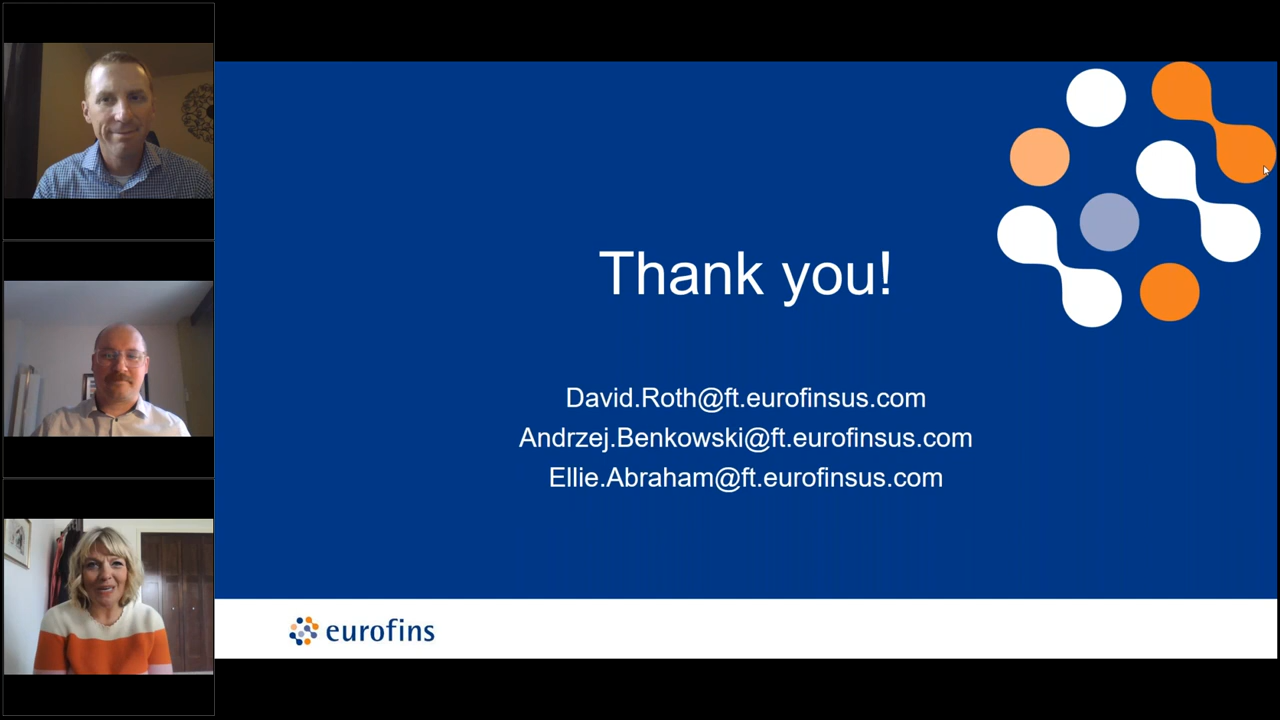 Thank you!
David.Roth@ft.eurofinsus.com
Andrzej.Benkowski@ft.eurofinsus.com
Ellie.Abraham@ft.eurofinsus.com
eurofins